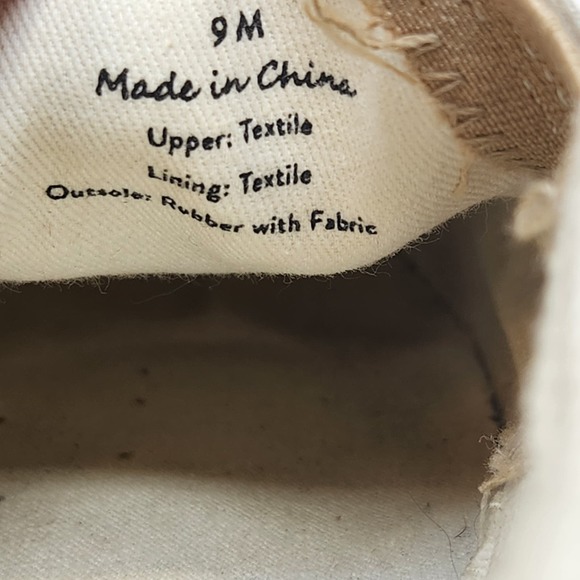 9M
Made in China
Upper: Textile
Lining: Textile
Outsole: Rubber with Fabric